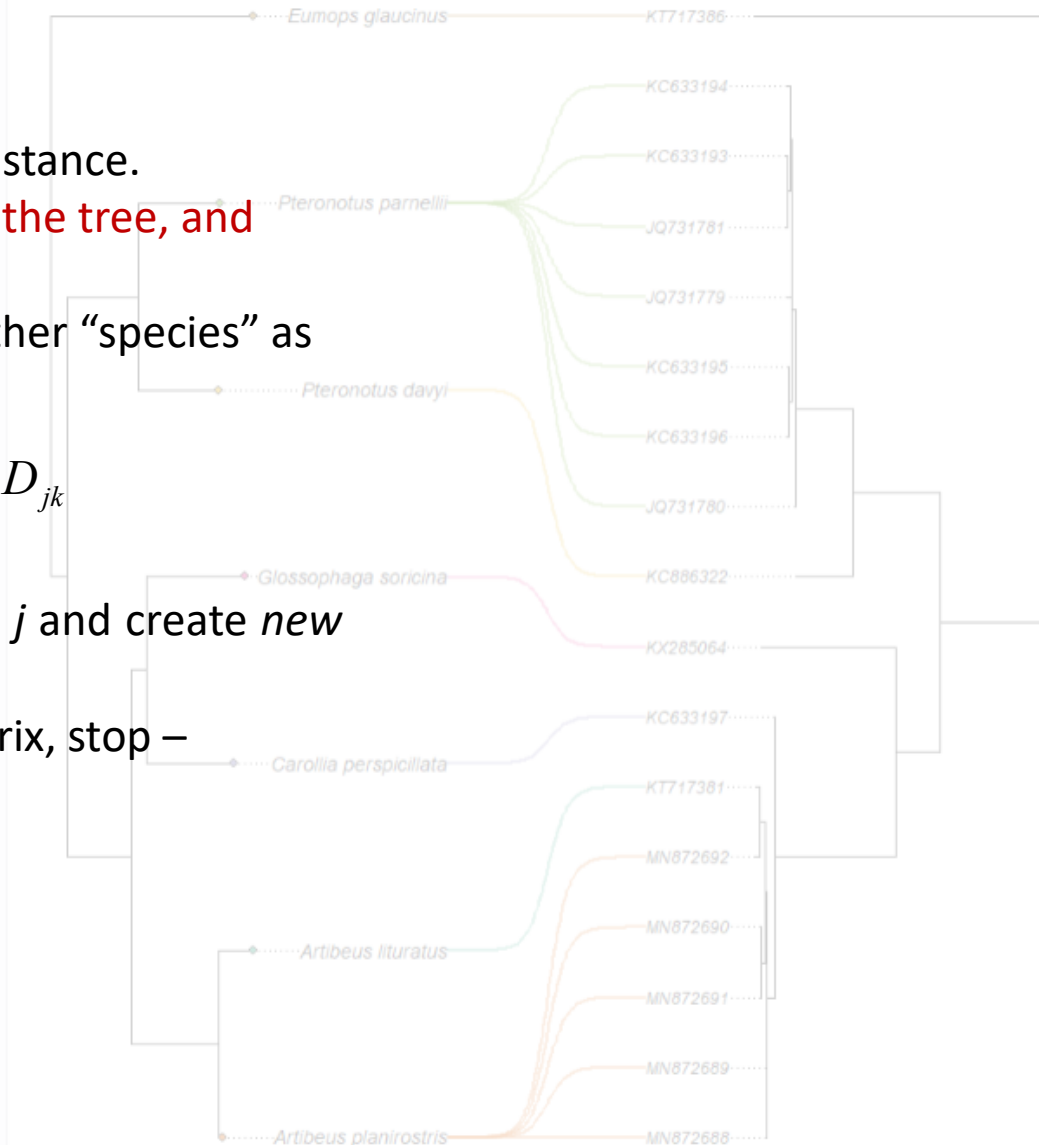 Eumops glaucinus KT717386
KC633194
stance.
KC633193
the tree, and
Pteronotus parnellii
JQ731781
JQ731779
ther “species” as
KC633195
Pteronotus davyi
KC633196
D_jk
JQ731780
Glossophaga soricina KC886322
j and create new
KX285064
KC633197
rix, stop –
Carollia perspicillata
KT717381
MN872692
MN872690
Artibeus lituratus
MN872691
MN872689
Artibeus planirostris MN872688